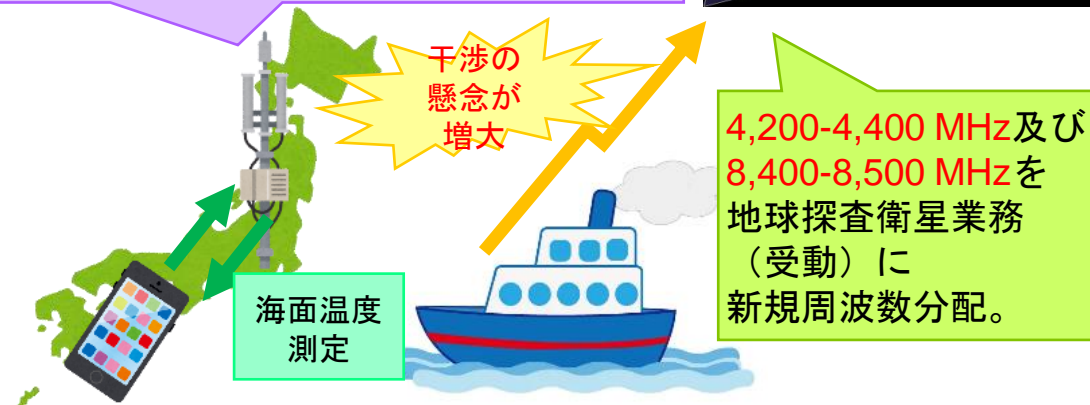 干渉の
懸念が
増大
4,200-4,400 MHz及び
8,400-8,500 MHzを
地球探査衛星業務
（受動）に
新規周波数分配。
海面温度
測定